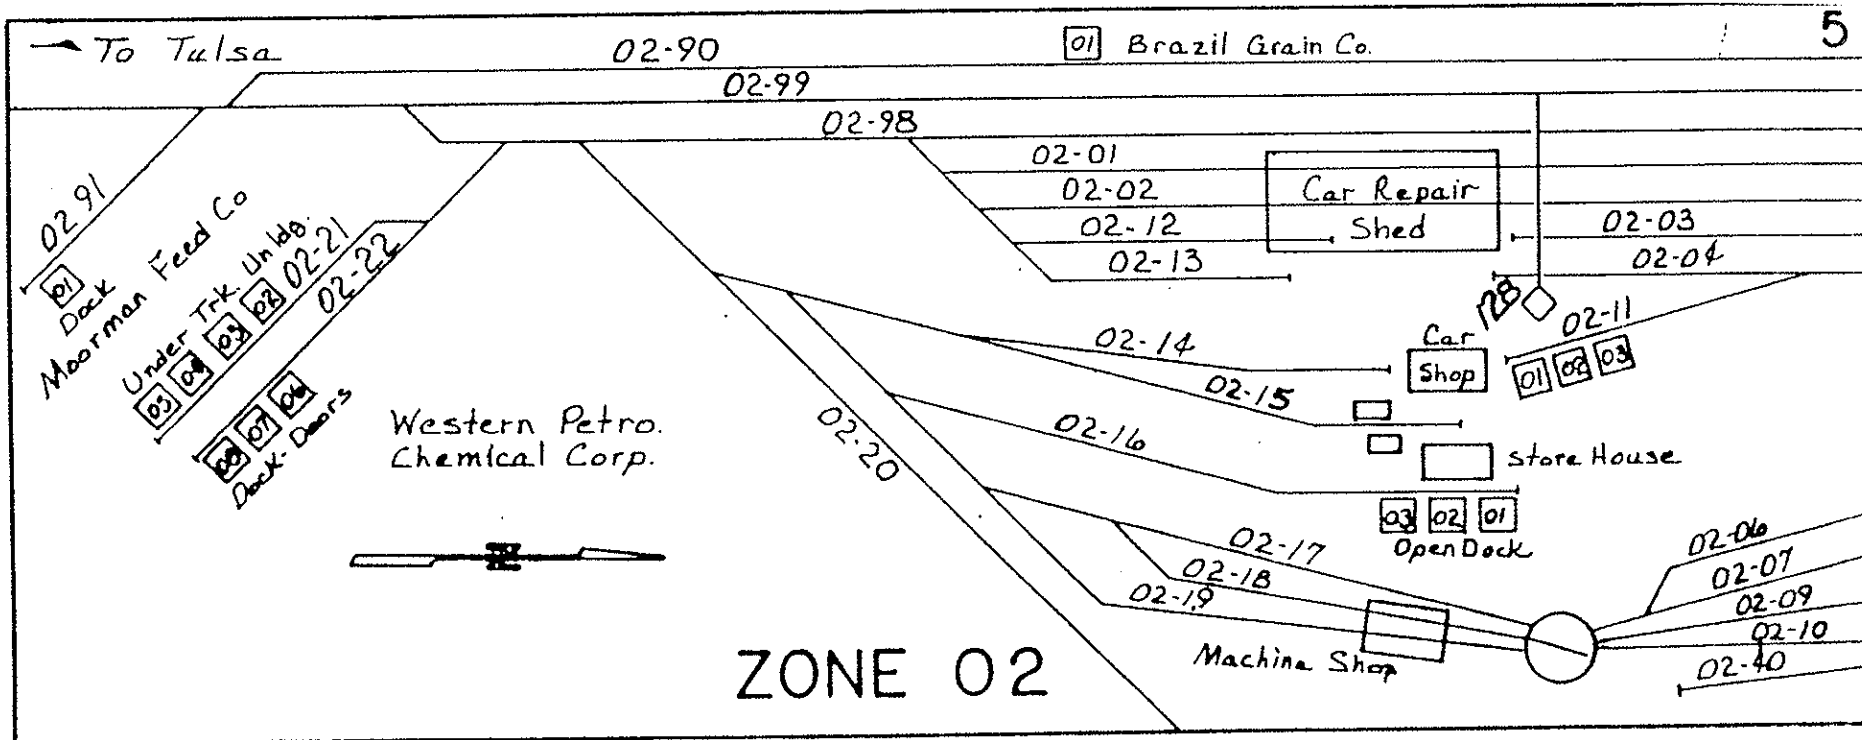 To Tulsa
02-90
01 Brazil Grain Co.
5
02-99
02-98
02-01
02-02
02-12
02-13
Car Repair
Shed
02-03
02-04
128
02-11
01 02 03
Car
Shop
02 91
01
Dock
Moorman Feed Co
Under Trk. Unldg.
05 04 03 02 02-21
02-22
08 07 06
Dock-Doors
Western Petro.
Chemical Corp.
02-14
02-15
02-16
02-20
Store House
03 02 01
Open Dock
02-17
02-18
02-19
Machine Shop
02-06
02-07
02-09
02-10
02-40
ZONE 02